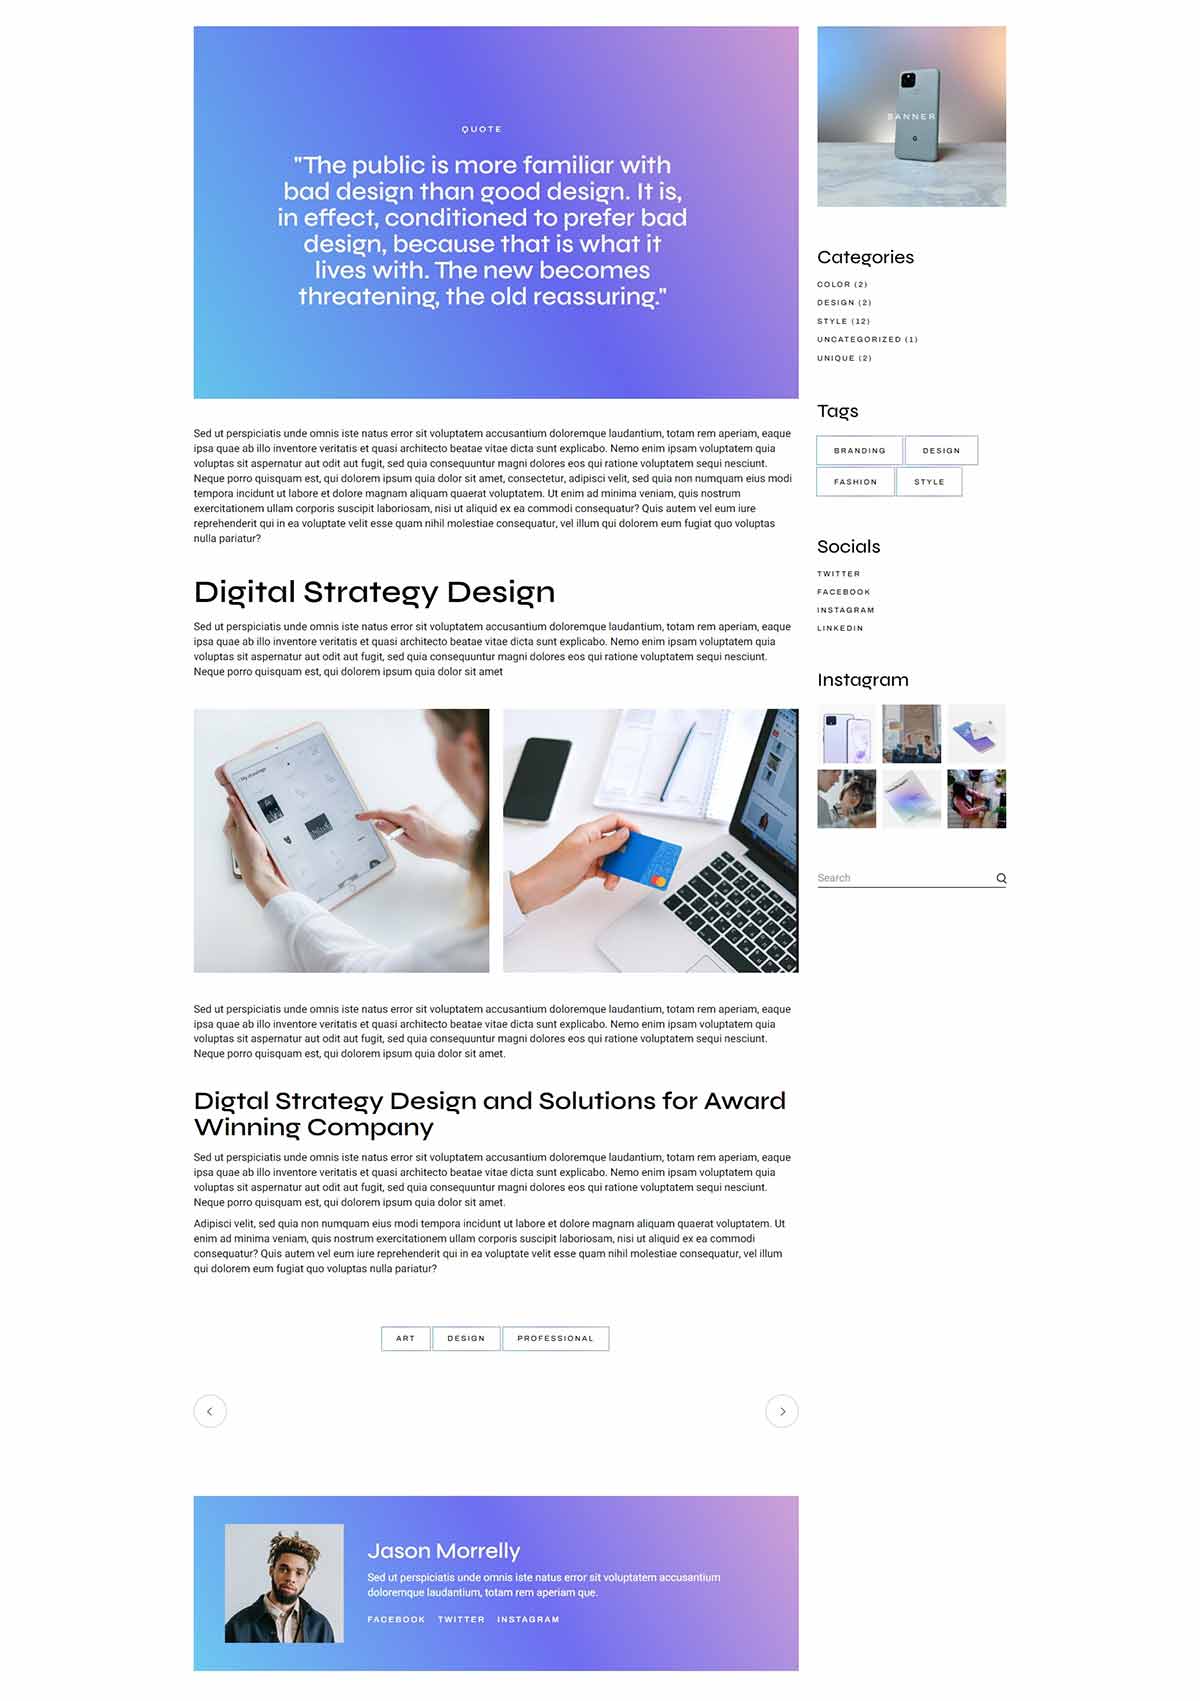 QUOTE
"The public is more familiar with
bad design than good design. It is,
in effect, conditioned to prefer bad
design, because that is what it
lives with. The new becomes
threatening, the old reassuring."
Sed ut perspiciatis unde omnis iste natus error sit voluptatem accusantium doloremque laudantium, totam rem aperiam, eaque
ipsa quae ab illo inventore veritatis et quasi architecto beatae vitae dicta sunt explicabo. Nemo enim ipsam voluptatem quia
voluptas sit aspernatur aut odit aut fugit, sed quia consequuntur magni dolores eos qui ratione voluptatem sequi nesciunt.
Neque porro quisquam est, qui dolorem ipsum quia dolor sit amet, consectetur, adipisci velit, sed quia non numquam eius modi
tempora incidunt ut labore et dolore magnam aliquam quaerat voluptatem. Ut enim ad minima veniam, quis nostrum
exercitationem ullam corporis suscipit laboriosam, nisi ut aliquid ex ea commodi consequatur? Quis autem vel eum iure
reprehenderit qui in ea voluptate velit esse quam nihil molestiae consequatur, vel illum qui dolorem eum fugiat quo voluptas
nulla pariatur?
Digital Strategy Design
Sed ut perspiciatis unde omnis iste natus error sit voluptatem accusantium doloremque laudantium, totam rem aperiam, eaque
ipsa quae ab illo inventore veritatis et quasi architecto beatae vitae dicta sunt explicabo. Nemo enim ipsam voluptatem quia
voluptas sit aspernatur aut odit aut fugit, sed quia consequuntur magni dolores eos qui ratione voluptatem sequi nesciunt.
Neque porro quisquam est, qui dolorem ipsum quia dolor sit amet
My drawings
Sed ut perspiciatis unde omnis iste natus error sit voluptatem accusantium doloremque laudantium, totam rem aperiam, eaque
ipsa quae ab illo inventore veritatis et quasi architecto beatae vitae dicta sunt explicabo. Nemo enim ipsam voluptatem quia
voluptas sit aspernatur aut odit aut fugit, sed quia consequuntur magni dolores eos qui ratione voluptatem sequi nesciunt.
Neque porro quisquam est, qui dolorem ipsum quia dolor sit amet.
Digtal Strategy Design and Solutions for Award
Winning Company
Sed ut perspiciatis unde omnis iste natus error sit voluptatem accusantium doloremque laudantium, totam rem aperiam, eaque
ipsa quae ab illo inventore veritatis et quasi architecto beatae vitae dicta sunt explicabo. Nemo enim ipsam voluptatem quia
voluptas sit aspernatur aut odit aut fugit, sed quia consequuntur magni dolores eos qui ratione voluptatem sequi nesciunt.
Neque porro quisquam est, qui dolorem ipsum quia dolor sit amet.
Adipisci velit, sed quia non numquam eius modi tempora incidunt ut labore et dolore magnam aliquam quaerat voluptatem. Ut
enim ad minima veniam, quis nostrum exercitationem ullam corporis suscipit laboriosam, nisi ut aliquid ex ea commodi
consequatur? Quis autem vel eum iure reprehenderit qui in ea voluptate velit esse quam nihil molestiae consequatur, vel illum
qui dolorem eum fugiat quo voluptas nulla pariatur?
ART DESIGN PROFESSIONAL
Jason Morrelly
Sed ut perspiciatis unde omnis iste natus error sit voluptatem accusantium
doloremque laudantium, totam rem aperiam que.
FACEBOOK TWITTER INSTAGRAM
BANNER
G
Categories
COLOR (2)
DESIGN (2)
STYLE (12)
UNCATEGORIZED (1)
UNIQUE (2)
Tags
BRANDING DESIGN
FASHION STYLE
Socials
TWITTER
FACEBOOK
INSTAGRAM
LINKEDIN
Instagram
Search